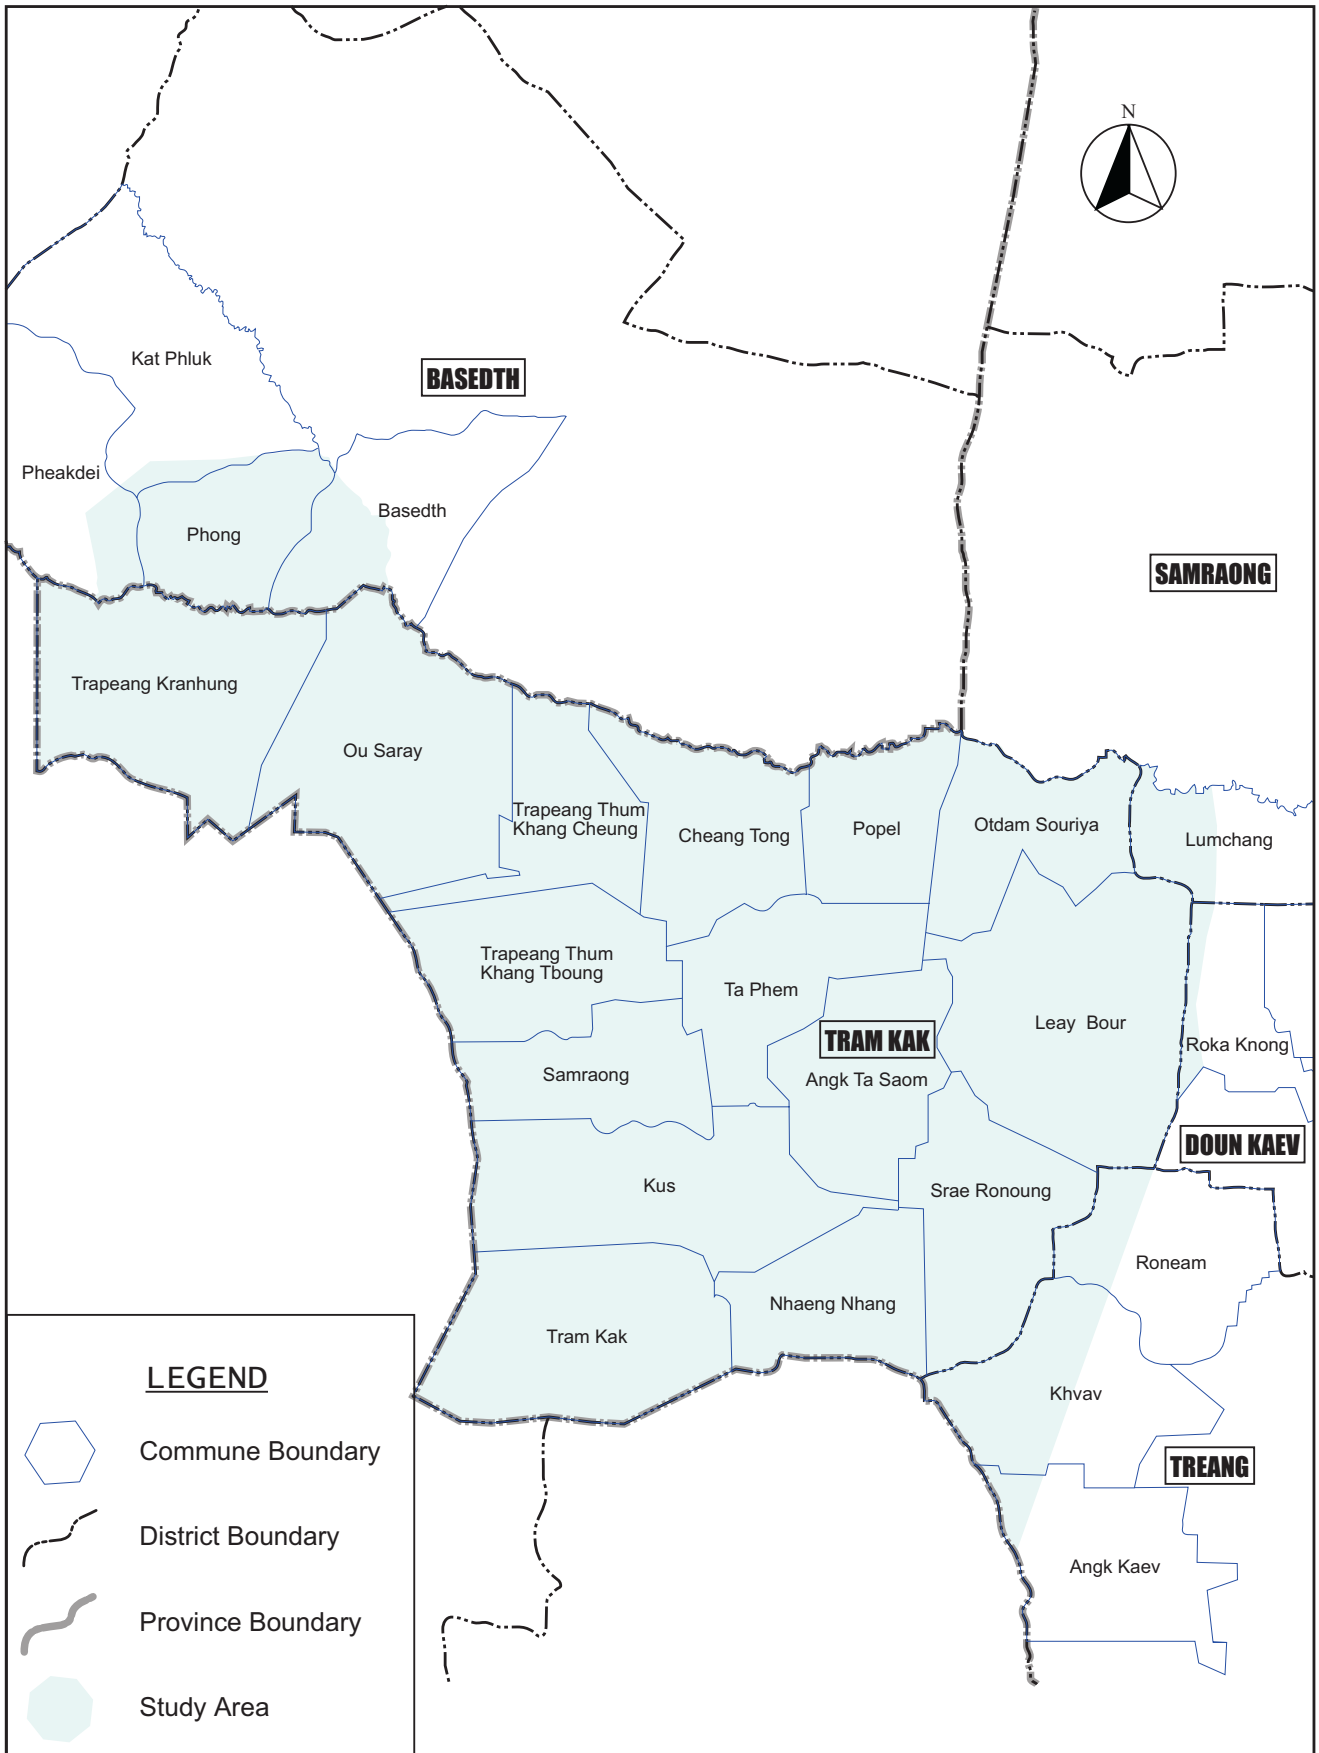 N
Kat Phluk
BASEDTH
Pheakdei
Basedth
Phong
SAMRAONG
Trapeang Kranhung
Ou Saray
Trapeang Thum
Khang Cheung
Cheang Tong
Popel
Otdam Souriya
Lumchang
Trapeang Thum
Khang Tboung
Ta Phem
Leay Bour
TRAM KAK
Roka Knong
Samraong
Angk Ta Saom
DOUN KAEV
Kus
Srae Ronoung
Roneam
Nhaeng Nhang
Tram Kak
Khvav
TREANG
Angk Kaev
LEGEND
Commune Boundary
District Boundary
Province Boundary
Study Area